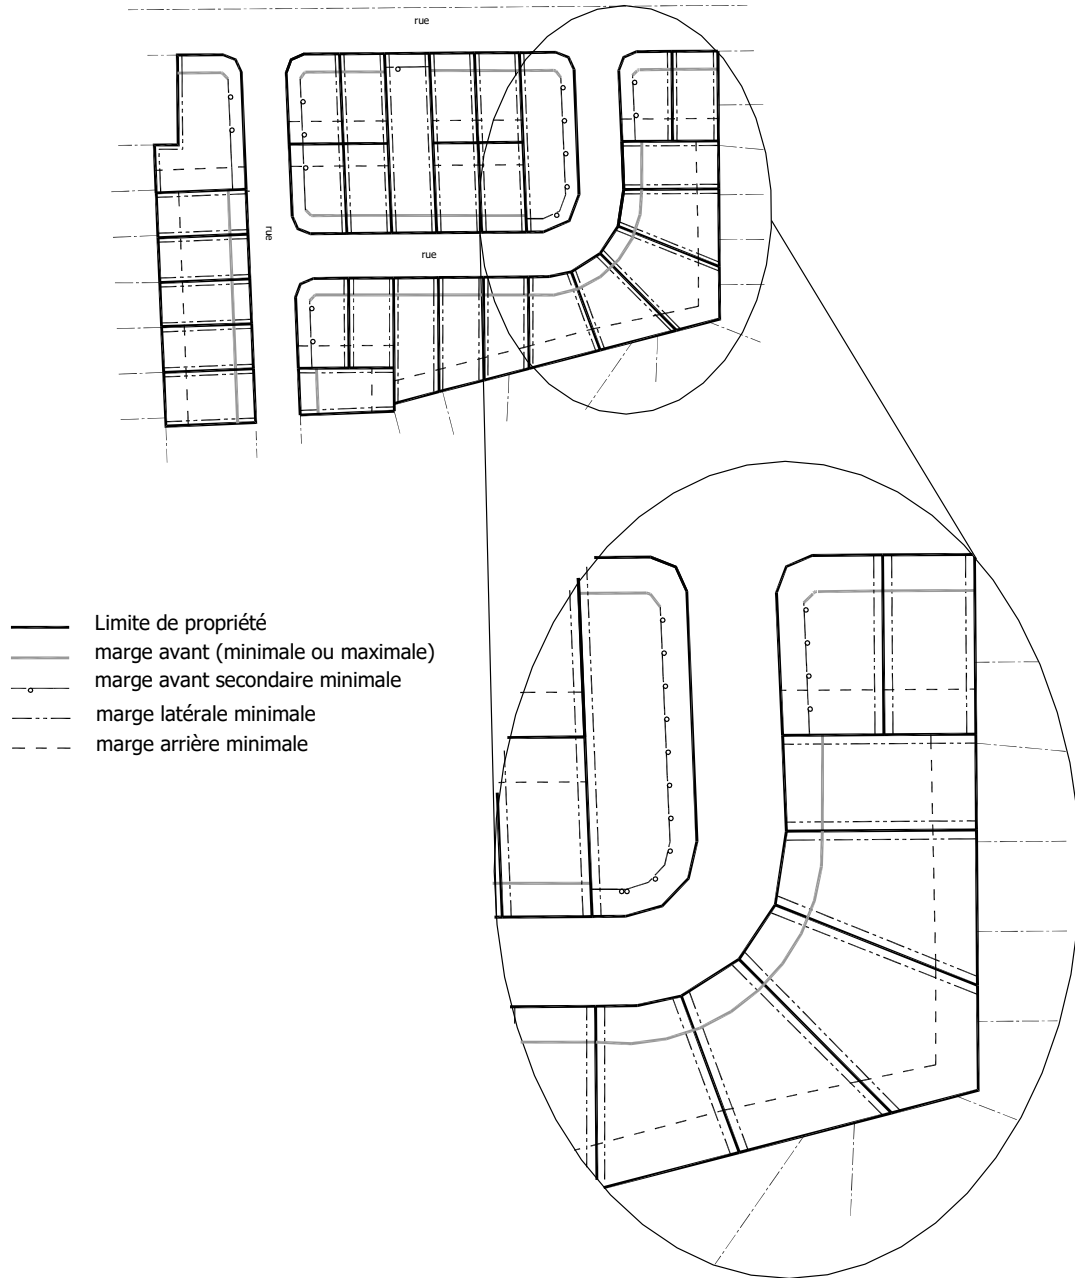 rue
rue
rue
Limite de propriété
marge avant (minimale ou maximale)
marge avant secondaire minimale
marge latérale minimale
marge arrière minimale